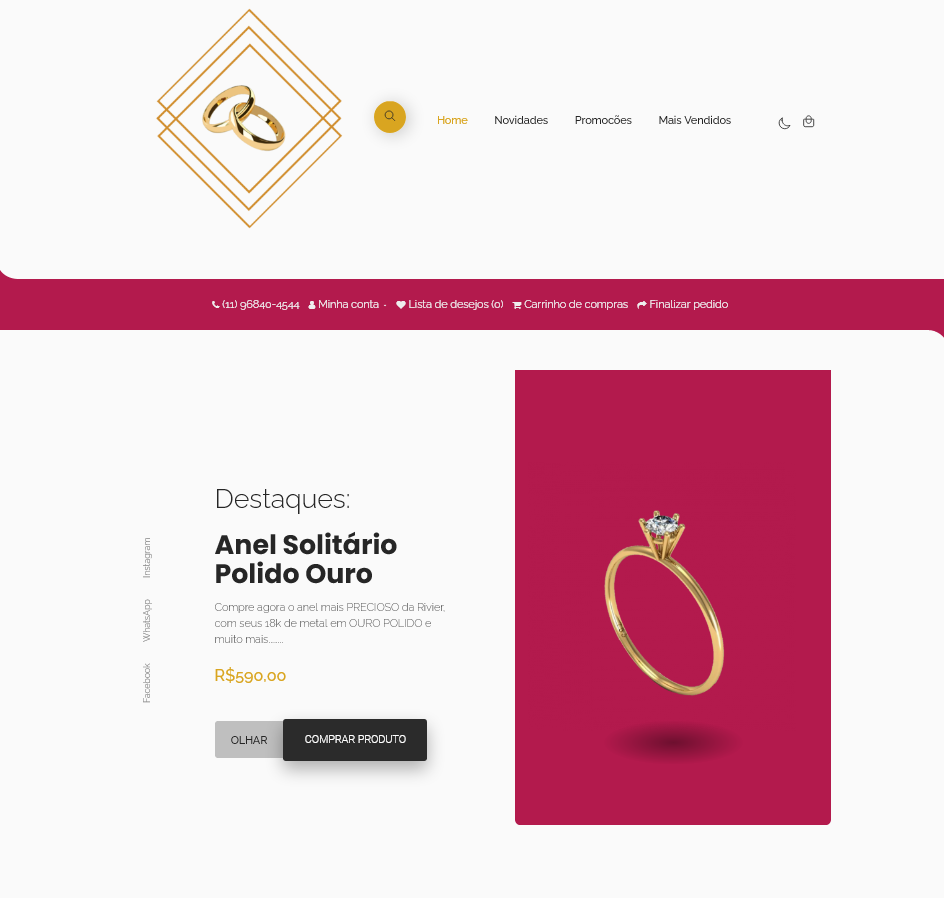 Home Novidades Promocões Mais Vendidos
(11) 96840-4544 Minha conta Lista de desejos (0) Carrinho de compras Finalizar pedido
Destaques:
Anel Solitário
Polido Ouro
Compre agora o anel mais PRECIOSO da Rivier,
com seus 18k de metal em OURO POLIDO e
muito mais.......
R$590,00
OLHAR COMPRAR PRODUTO
Instagram
WhatsApp
Facebook